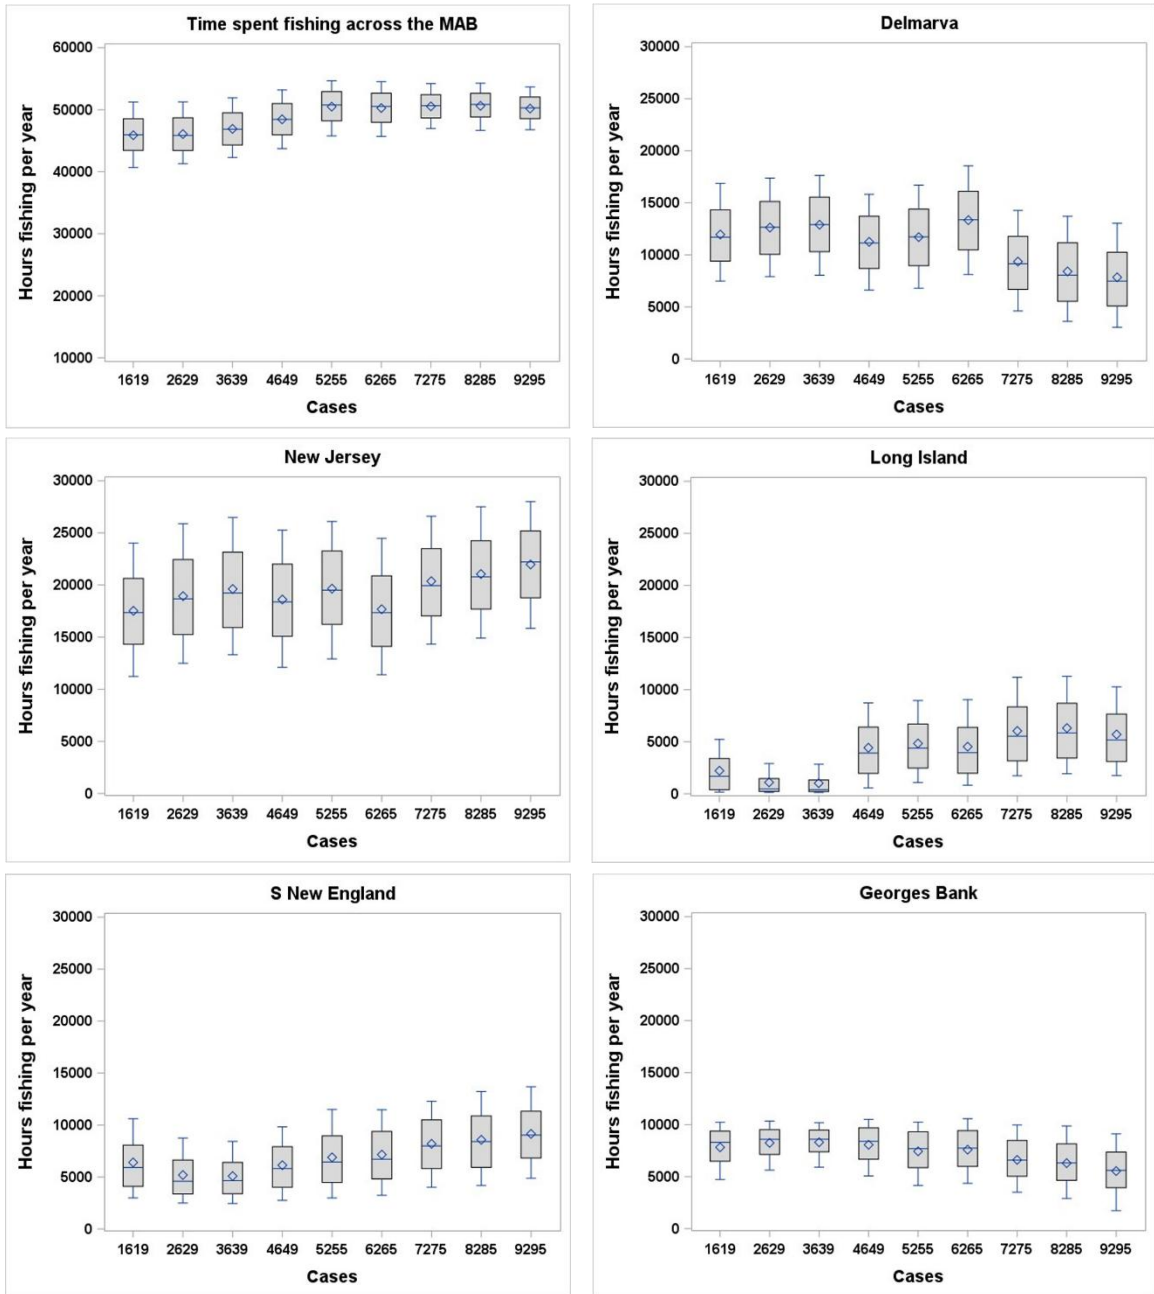 Time spent fishing across the MAB
60000
50000
40000
30000
20000
10000
Hours fishing per year
1619 2629 3639 4649 5255 6265 7275 8285 9295
Cases
Delmarva
30000
25000
20000
15000
10000
5000
0
Hours fishing per year
1619 2629 3639 4649 5255 6265 7275 8285 9295
Cases
New Jersey
30000
25000
20000
15000
10000
5000
0
Hours fishing per year
1619 2629 3639 4649 5255 6265 7275 8285 9295
Cases
Long Island
30000
25000
20000
15000
10000
5000
0
Hours fishing per year
1619 2629 3639 4649 5255 6265 7275 8285 9295
Cases
S New England
30000
25000
20000
15000
10000
5000
0
Hours fishing per year
1619 2629 3639 4649 5255 6265 7275 8285 9295
Cases
Georges Bank
30000
25000
20000
15000
10000
5000
0
Hours fishing per year
1619 2629 3639 4649 5255 6265 7275 8285 9295
Cases